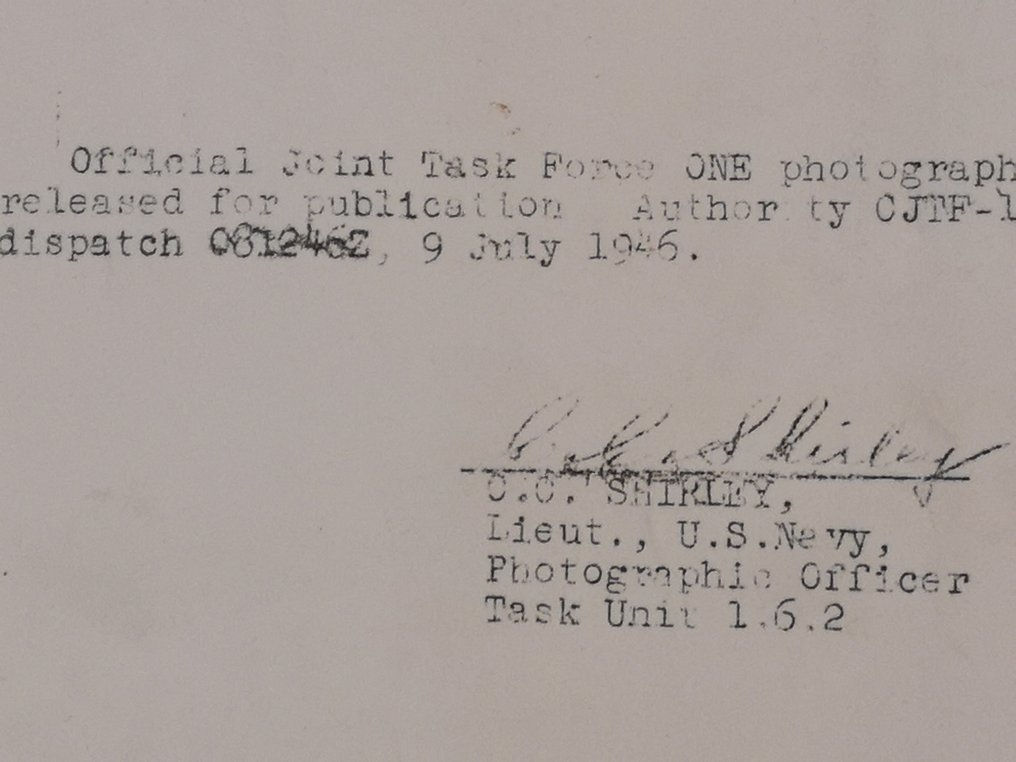 Official Joint Task Force ONE photograph
released for publication Authority CJTF-1
dispatch 081246Z, 9 July 1946.
C. C. Shirley
C.C. SHIRLEY,
Lieut., U.S.Navy,
Photographic Officer
Task Unit 1.6.2